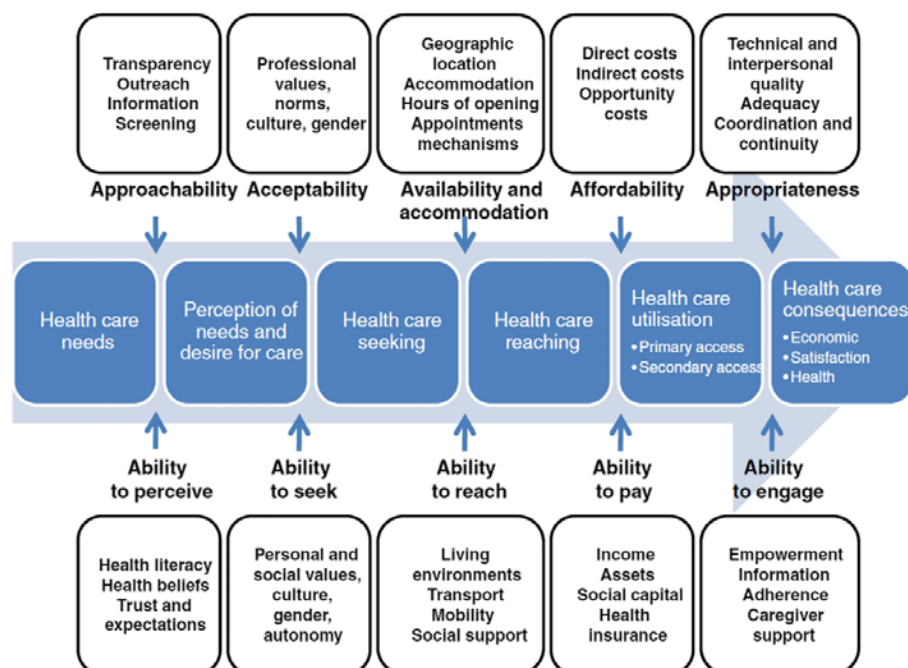 Transparency
Outreach
Information
Screening
Professional
values,
norms,
culture, gender
Geographic
location
Accommodation
Hours of opening
Appointments
mechanisms
Direct costs
Indirect costs
Opportunity
costs
Technical and
interpersonal
quality
Adequacy
Coordination and
continuity
Approachability
Acceptability
Availability and
accommodation
Affordability
Appropriateness
Health care
needs
Perception of
needs and
desire for care
Health care
seeking
Health care
reaching
Health care
utilisation
•Primary access
•Secondary access
Health care
consequences
•Economic
•Satisfaction
•Health
Ability
to perceive
Ability
to seek
Ability
to reach
Ability
to pay
Ability
to engage
Health literacy
Health beliefs
Trust and
expectations
Personal and
social values,
culture,
gender,
autonomy
Living
environments
Transport
Mobility
Social support
Income
Assets
Social capital
Health
insurance
Empowerment
Information
Adherence
Caregiver
support